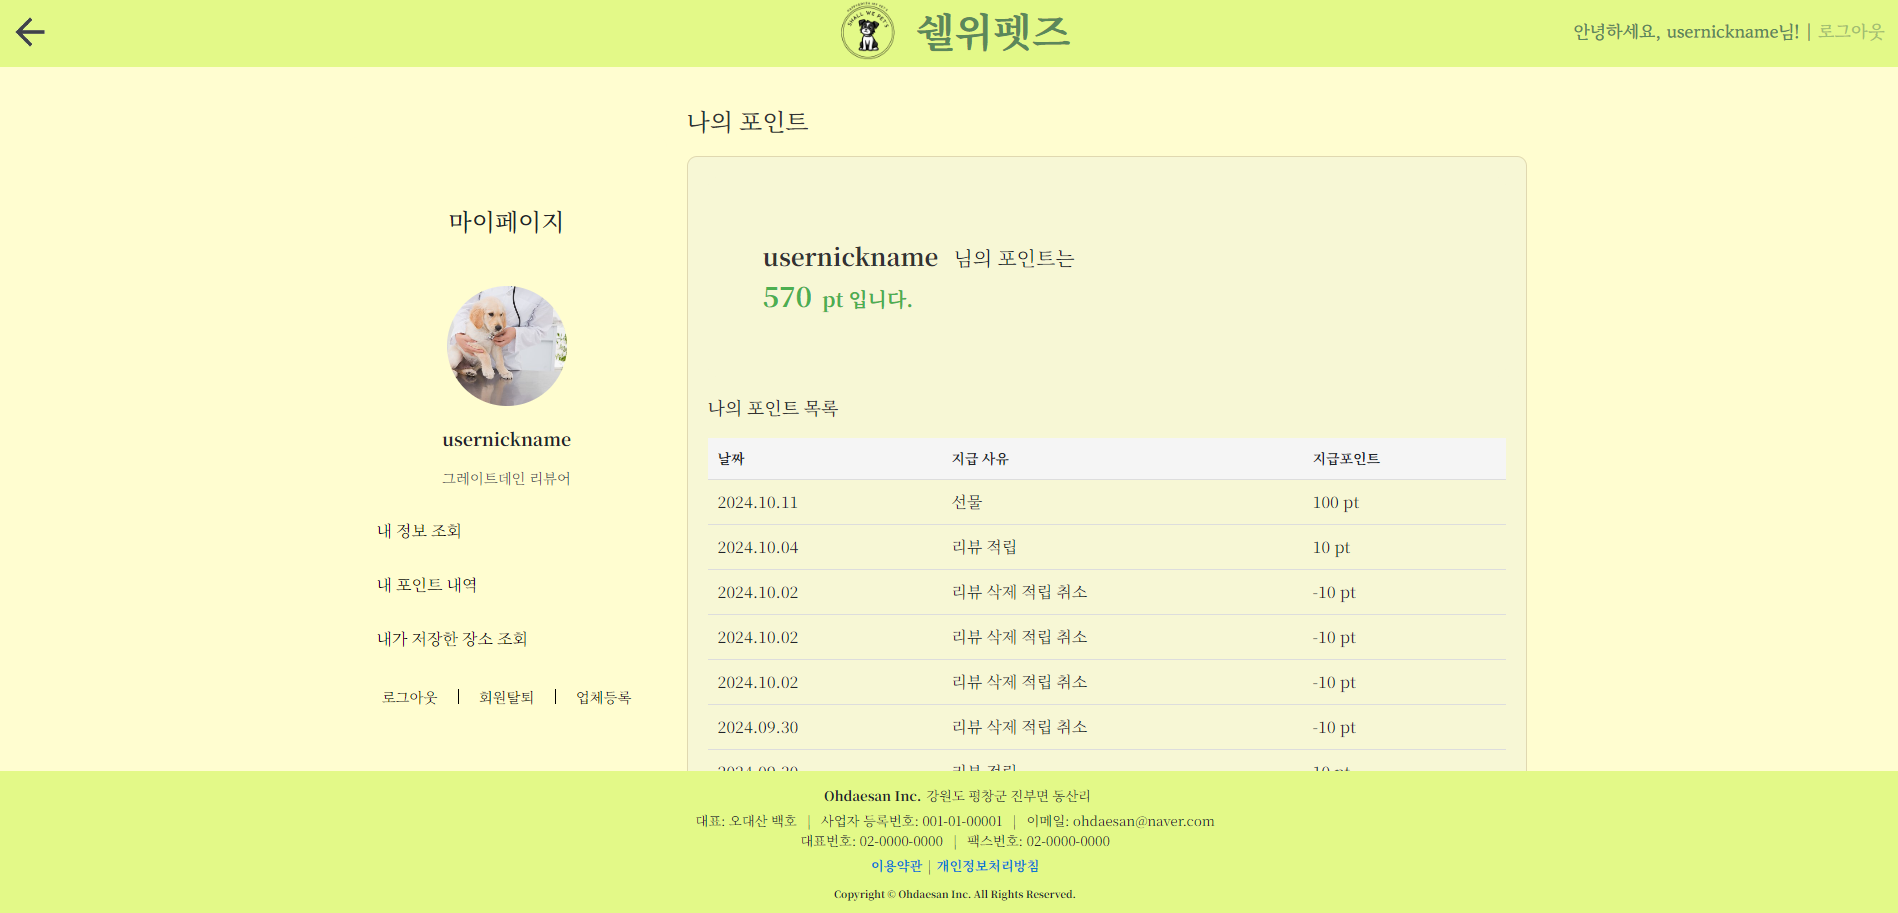 SHALL WE PET'S
쉘위펫즈
안녕하세요, usernickname님! | 로그아웃
마이페이지
usernickname
그레이트데인 리뷰어
내 정보 조회
내 포인트 내역
내가 저장한 장소 조회
로그아웃 | 회원탈퇴 | 업체등록
나의 포인트
usernickname 님의 포인트는
570 pt 입니다.
나의 포인트 목록
날짜 지급 사유 지급포인트
2024.10.11 선물 100 pt
2024.10.04 리뷰 적립 10 pt
2024.10.02 리뷰 삭제 적립 취소 -10 pt
2024.10.02 리뷰 삭제 적립 취소 -10 pt
2024.10.02 리뷰 삭제 적립 취소 -10 pt
2024.09.30 리뷰 삭제 적립 취소 -10 pt
리뷰 적립 10 pt
Ohdaesan Inc. 강원도 평창군 진부면 동산리
대표: 오대산 백호 | 사업자 등록번호: 001-01-00001 | 이메일: ohdaesan@naver.com
대표번호: 02-0000-0000 | 팩스번호: 02-0000-0000
이용약관 | 개인정보처리방침
Copyright © Ohdaesan Inc. All Rights Reserved.